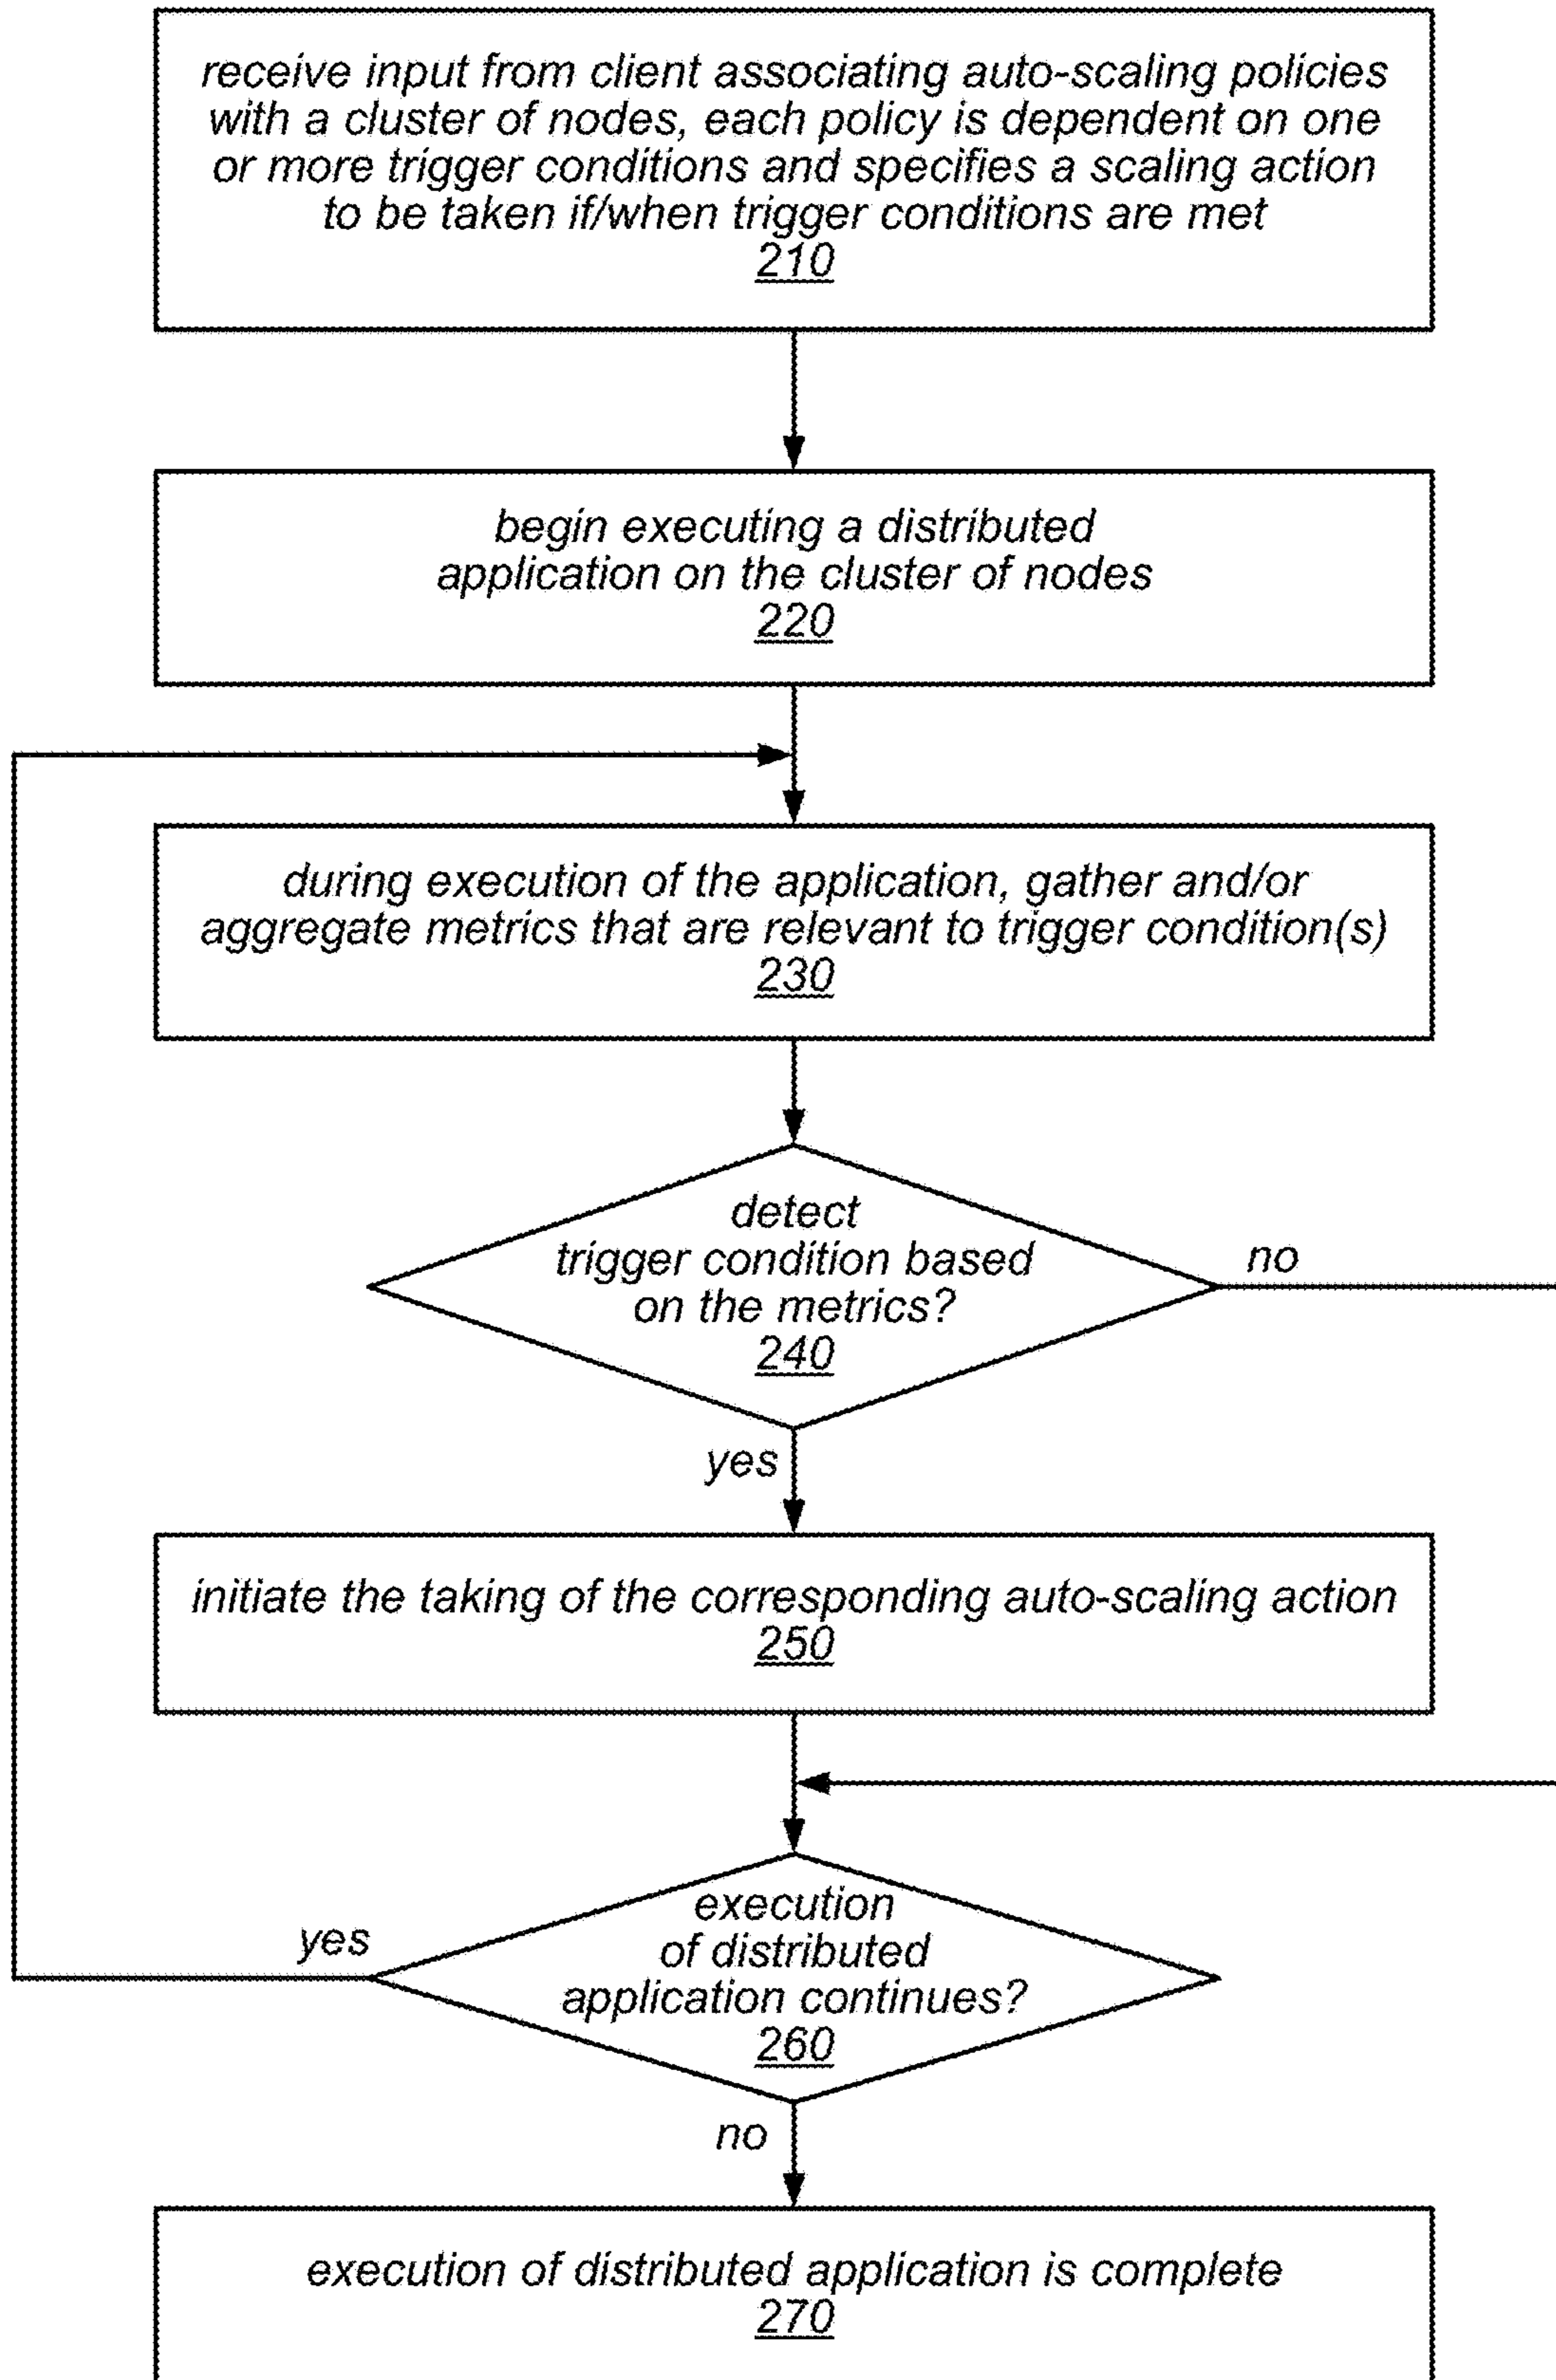 receive input from client associating auto-scaling policies
with a cluster of nodes, each policy is dependent on one
or more trigger conditions and specifies a scaling action
to be taken if/when trigger conditions are met
210
begin executing a distributed
application on the cluster of nodes
220
during execution of the application, gather and/or
aggregate metrics that are relevant to trigger condition(s)
230
detect
trigger condition based
on the metrics?
240
no
yes
initiate the taking of the corresponding auto-scaling action
250
execution
of distributed
application continues?
260
yes
no
execution of distributed application is complete
270